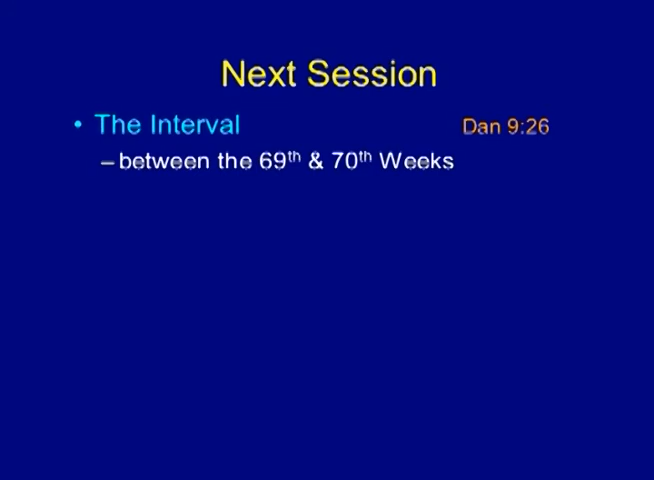 Next Session
• The Interval Dan 9:26
– between the 69th & 70th Weeks